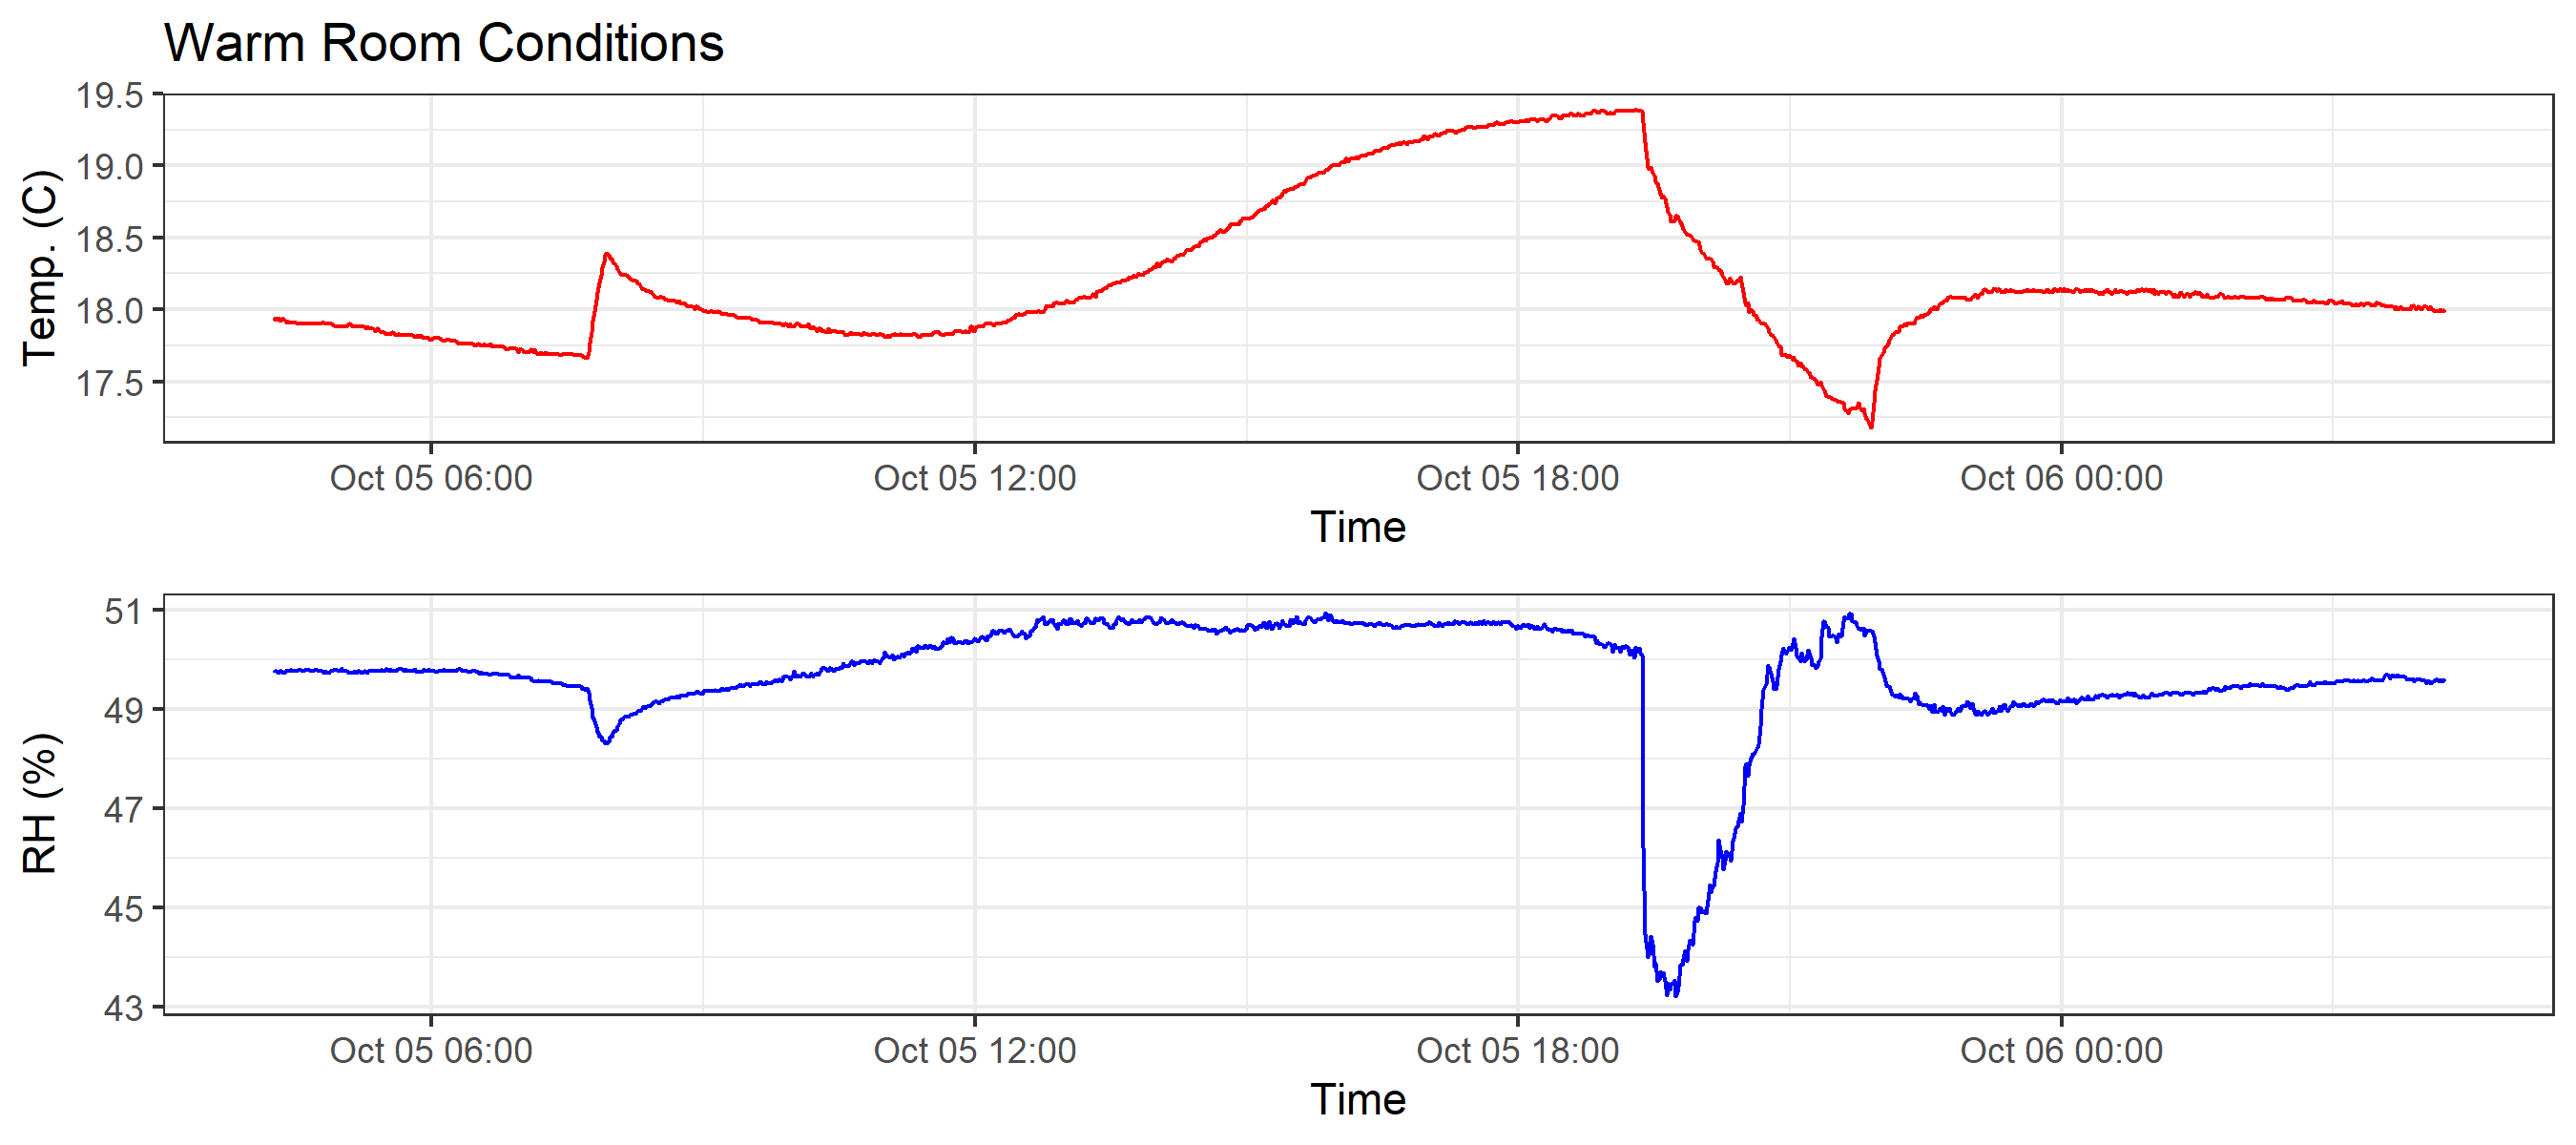 Warm Room Conditions
Temp. (C)
19.5
19.0
18.5
18.0
17.5
Oct 05 06:00 Oct 05 12:00 Oct 05 18:00 Oct 06 00:00
Time
RH (%)
51
49
47
45
43
Oct 05 06:00 Oct 05 12:00 Oct 05 18:00 Oct 06 00:00
Time